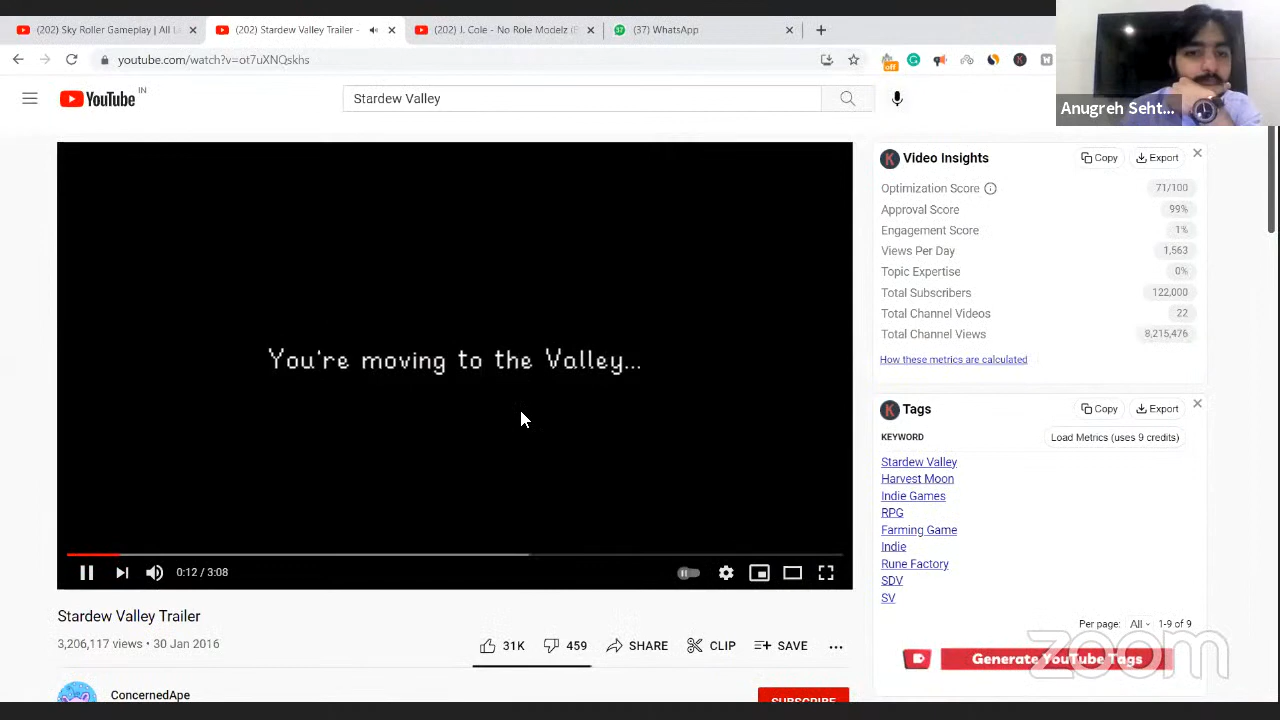 (202) Sky Roller Gameplay | All L
(202) Stardew Valley Trailer -
(202) J. Cole - No Role Modelz (E
(37) WhatsApp
youtube.com/watch?v=ot7uXNQskhs
off
Anugreh Seht...
YouTube IN
Stardew Valley
You're moving to the Valley...
0:12 / 3:08
Stardew Valley Trailer
3,206,117 views • 30 Jan 2016
31K 459 SHARE CLIP SAVE ...
ConcernedApe
SUBSCRIBE
K Video Insights Copy Export
Optimization Score 71/100
Approval Score 99%
Engagement Score 1%
Views Per Day 1,563
Topic Expertise 0%
Total Subscribers 122,000
Total Channel Videos 22
Total Channel Views 8,215,476
How these metrics are calculated
K Tags Copy Export
KEYWORD Load Metrics (uses 9 credits)
Stardew Valley
Harvest Moon
Indie Games
RPG
Farming Game
Indie
Rune Factory
SDV
SV
Per page: All 1-9 of 9
Generate YouTube Tags
zoom